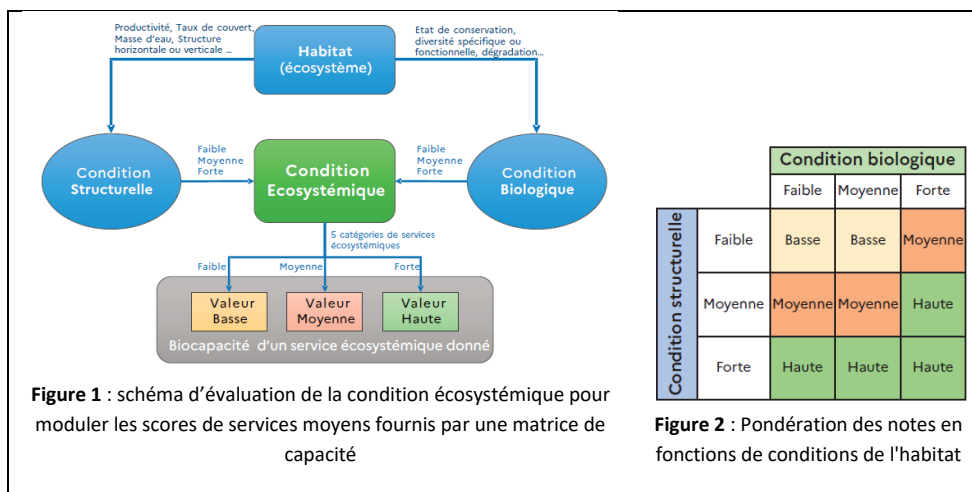 Productivité, Taux de couvert,
Masse d'eau, Structure
horizontale ou verticale ...
Habitat
(écosystème)
Etat de conservation,
diversité spécifique ou
fonctionnelle, dégradation...
Condition
Structurelle
Faible
Moyenne
Forte
Condition
Ecosystémique
Faible
Moyenne
Forte
Condition
Biologique
5 catégories de services
écosystémiques
Faible
Moyenne
Forte
Valeur
Basse
Valeur
Moyenne
Valeur
Haute
Biocapacité d'un service écosystémique donné
Figure 1 : schéma d'évaluation de la condition écosystémique pour
moduler les scores de services moyens fournis par une matrice de
capacité
Condition biologique
Faible Moyenne Forte
Condition structurelle
Faible Basse Basse Moyenne
Moyenne Moyenne Moyenne Haute
Forte Haute Haute Haute
Figure 2 : Pondération des notes en
fonctions de conditions de l'habitat